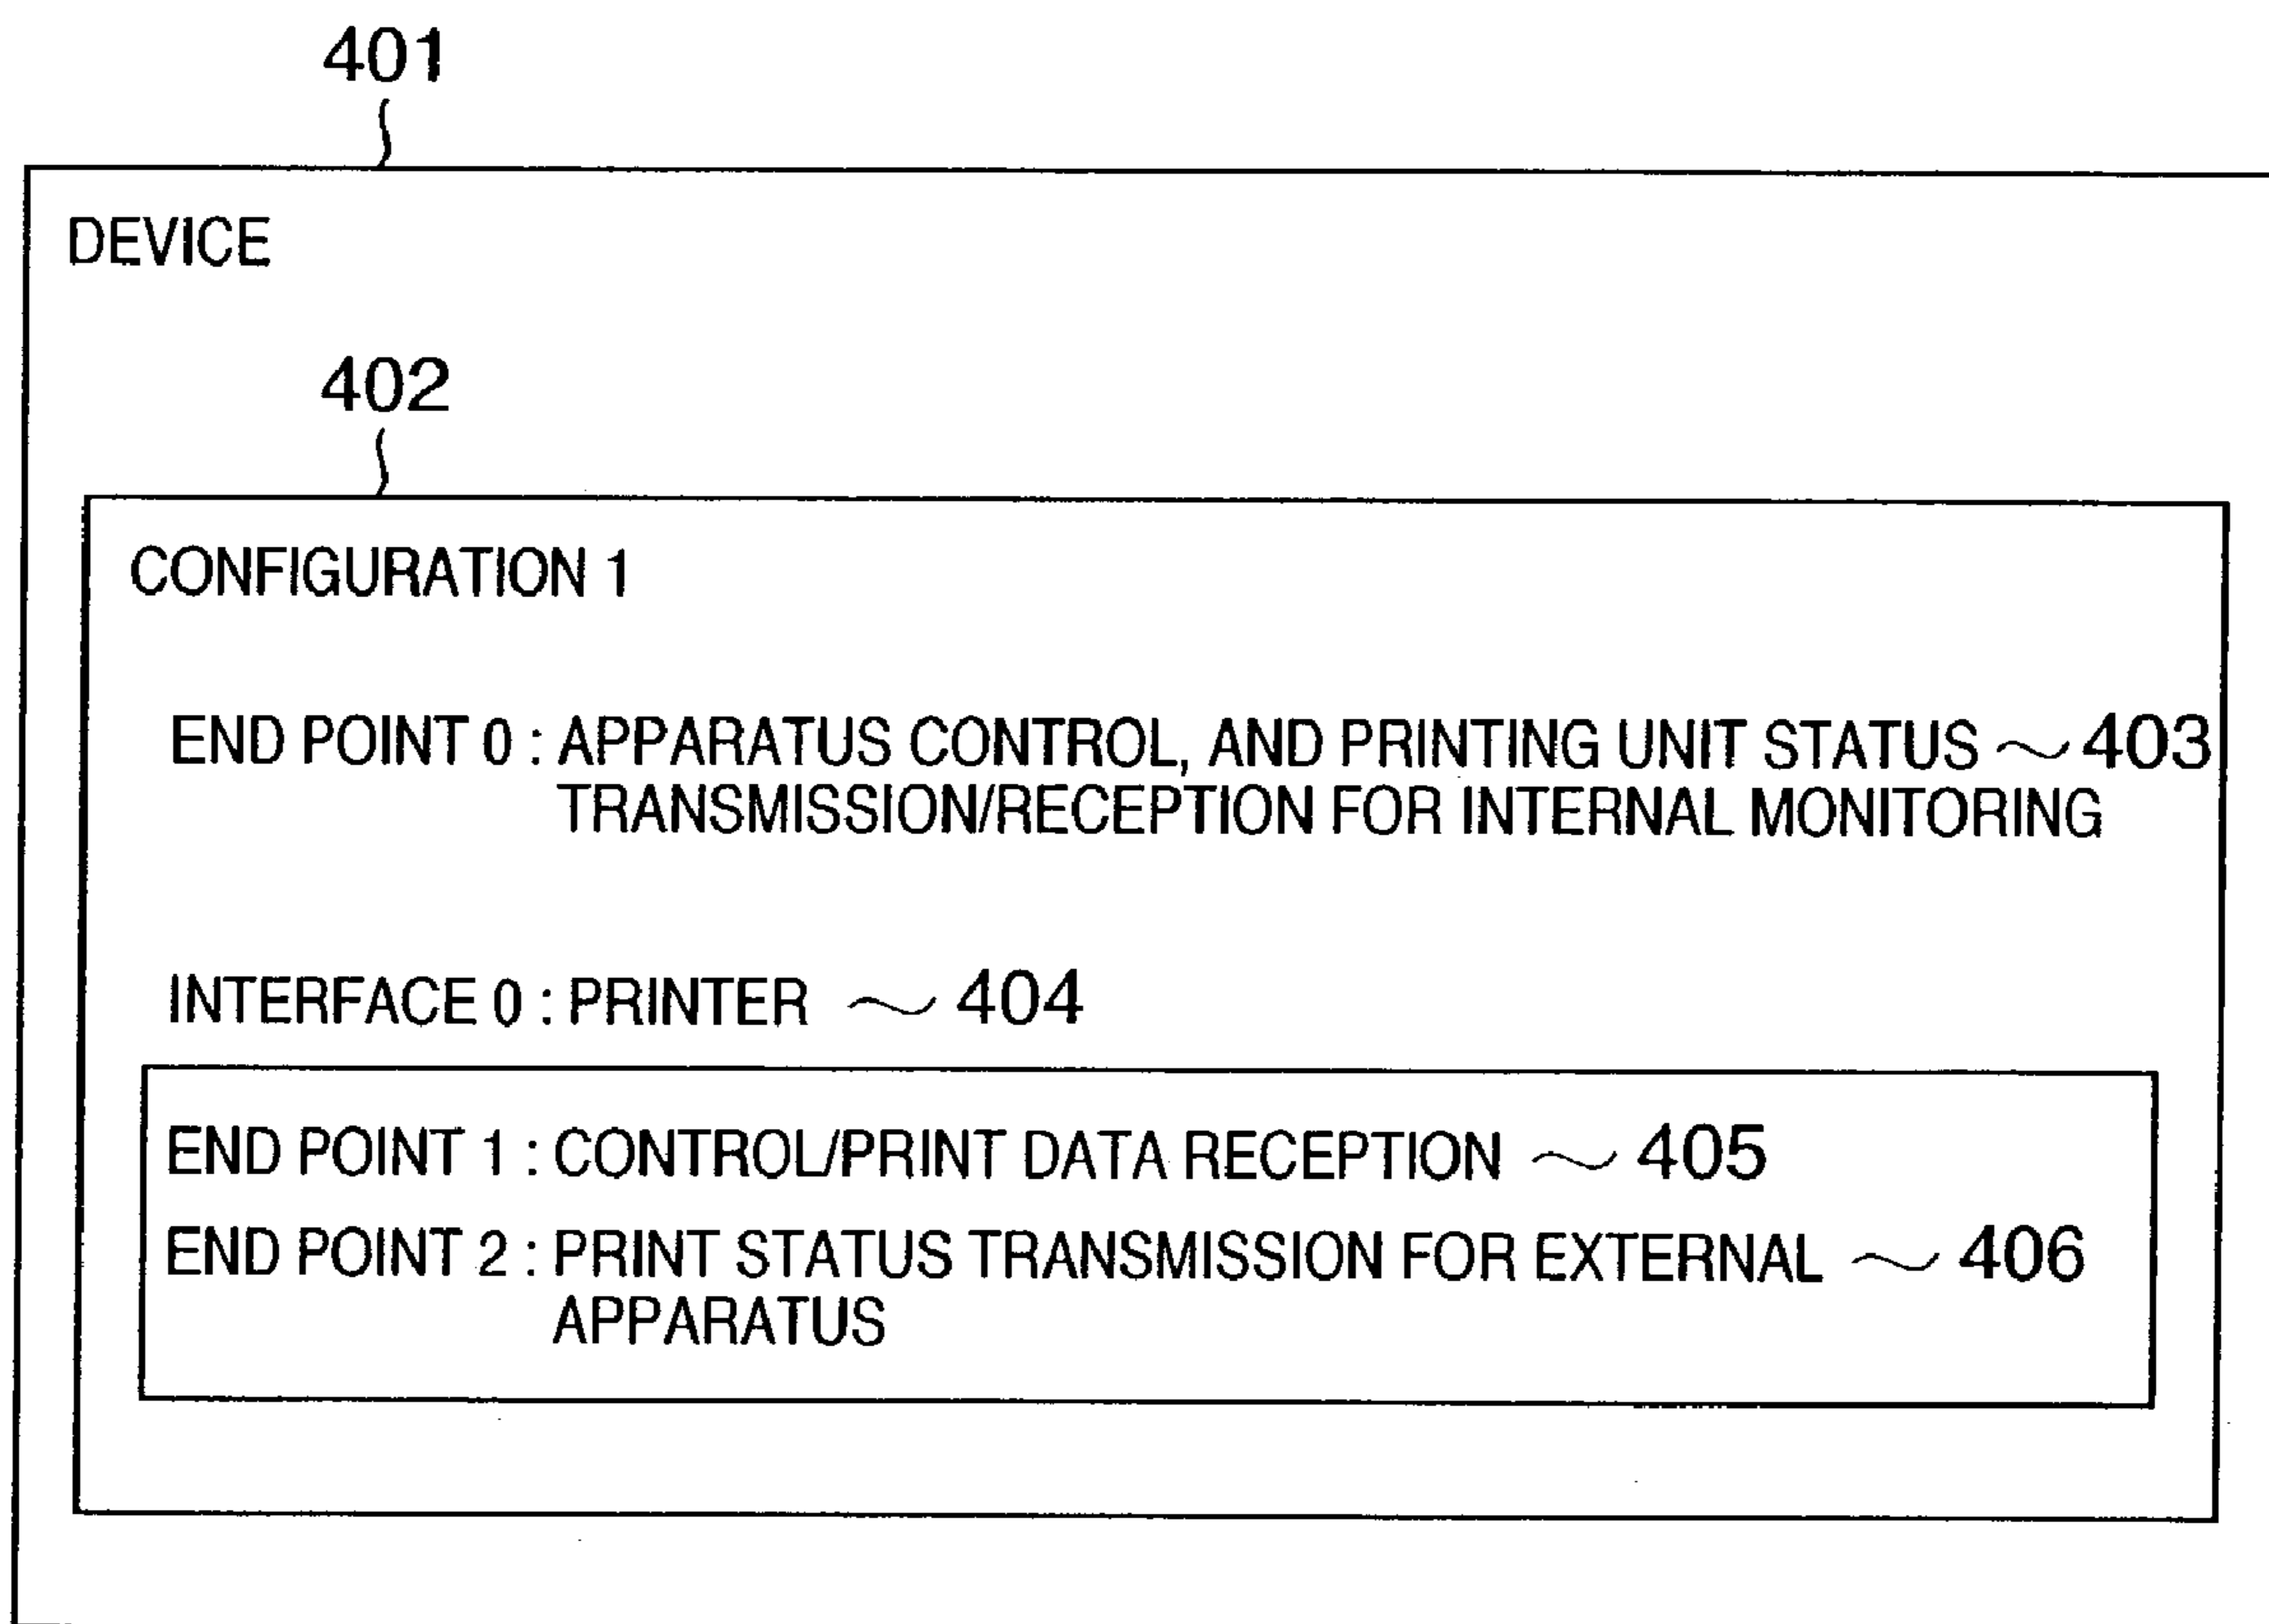 401
DEVICE
402
CONFIGURATION 1
END POINT 0 : APPARATUS CONTROL, AND PRINTING UNIT STATUS 403
TRANSMISSION/RECEPTION FOR INTERNAL MONITORING
INTERFACE 0 : PRINTER 404
END POINT 1 : CONTROL/PRINT DATA RECEPTION 405
END POINT 2 : PRINT STATUS TRANSMISSION FOR EXTERNAL 406
APPARATUS